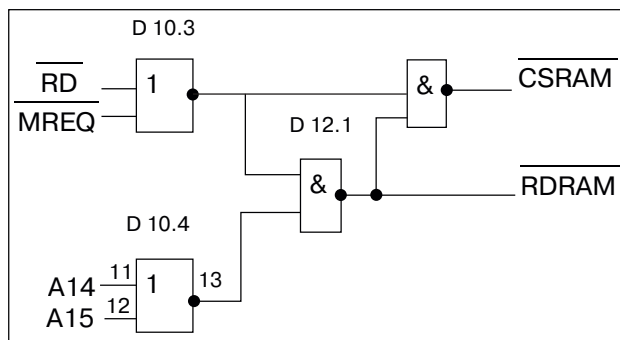 D 10.3
RD
MREQ
1
&
CSRAM
D 12.1
&
RDRAM
D 10.4
A14
11
A15
12
1
13